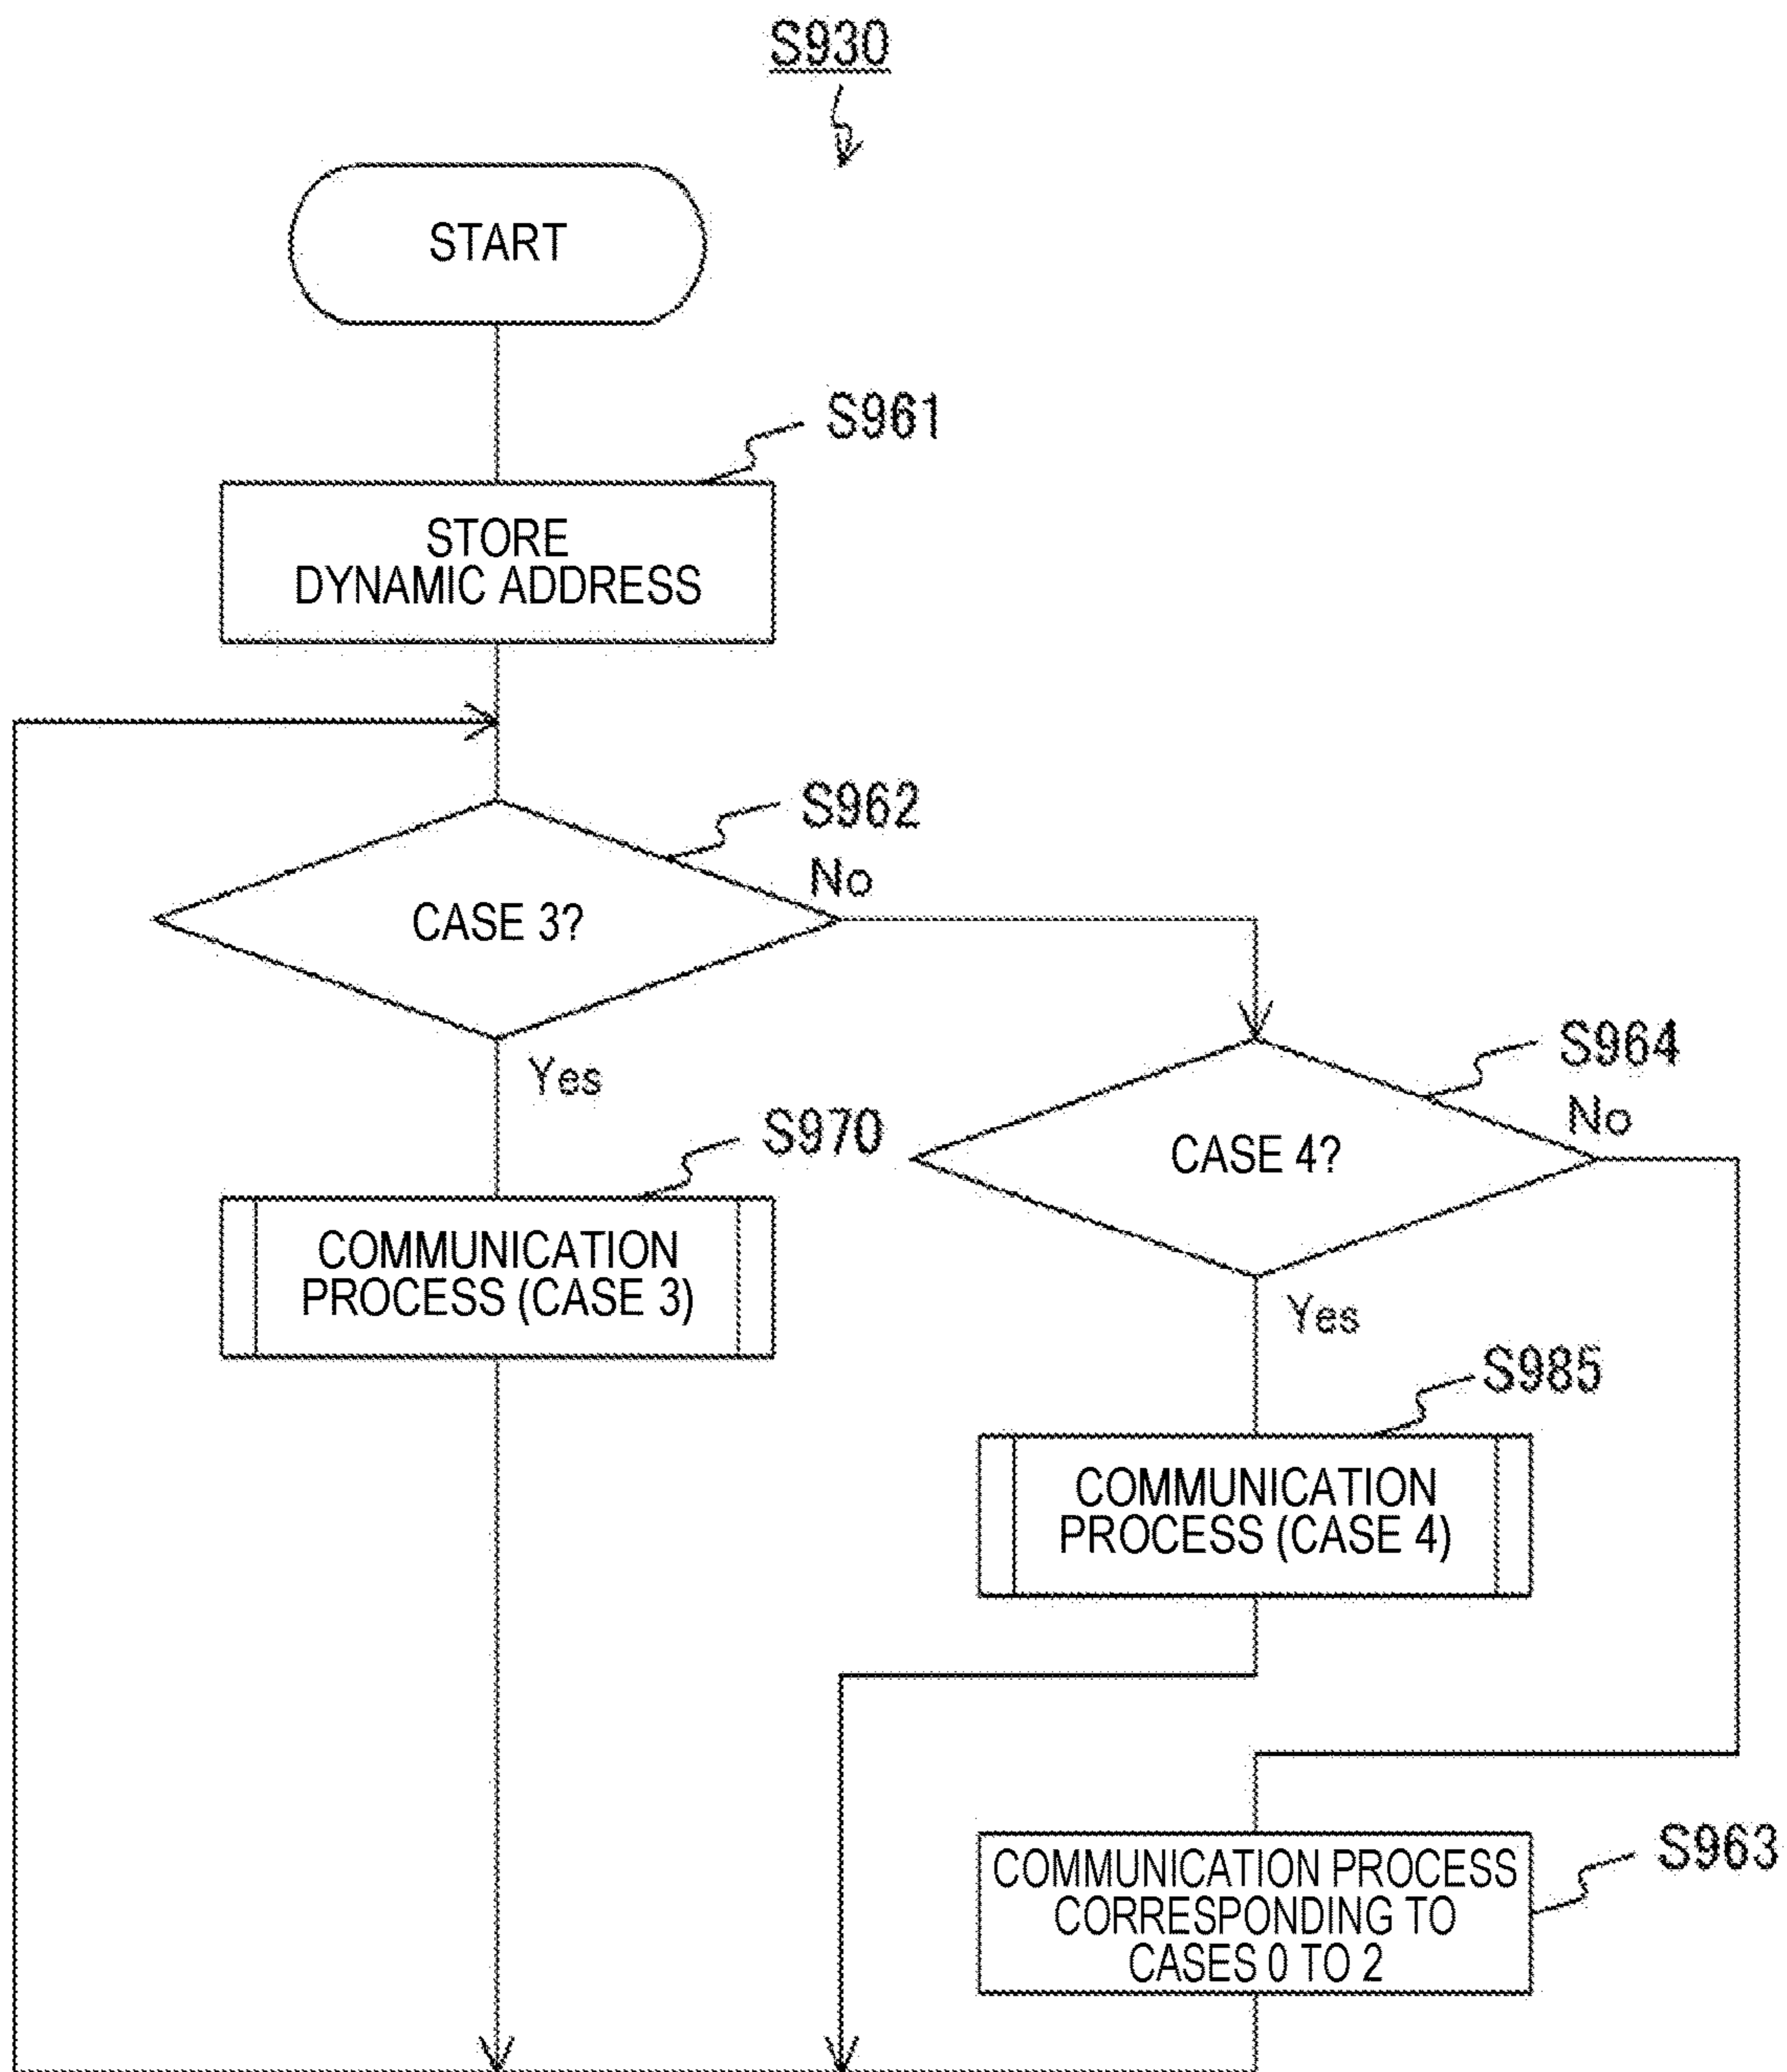 S930
START
S961
STORE
DYNAMIC ADDRESS
S962
No
CASE 3?
Yes
S964
No
CASE 4?
S970
COMMUNICATION
PROCESS (CASE 3)
Yes
S985
COMMUNICATION
PROCESS (CASE 4)
S963
COMMUNICATION PROCESS
CORRESPONDING TO
CASES 0 TO 2